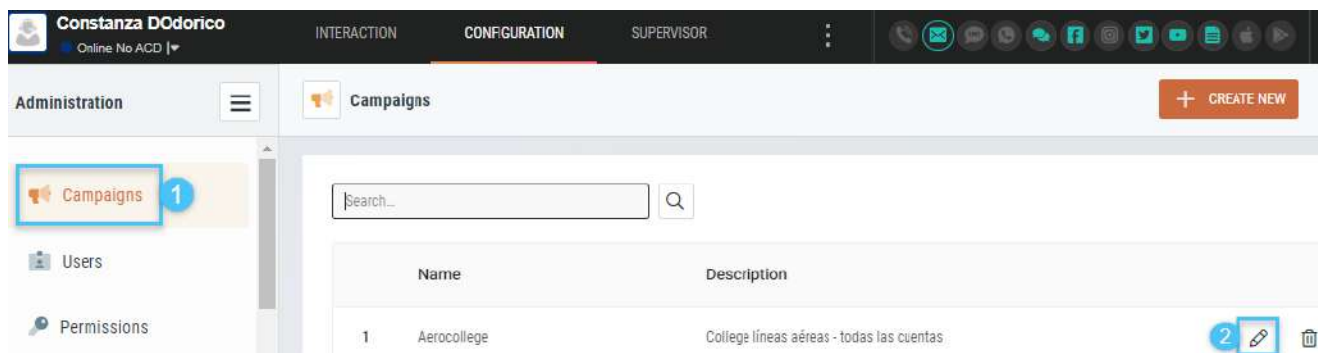 Constanza DOdorico
Online No ACD
INTERACTION
CONFIGURATION
SUPERVISOR
Administration
Campaigns
+ CREATE NEW
Campaigns 1
Search...
Users
Name
Description
Permissions
1
Aerocollege
College líneas aéreas - todas las cuentas
2